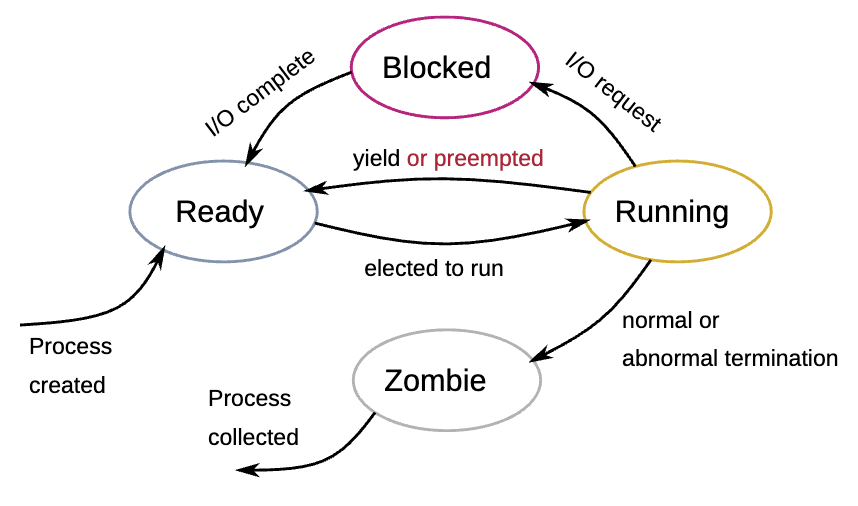 Blocked
I/O complete
I/O request
yield or preempted
Ready
Running
elected to run
Process
created
normal or
abnormal termination
Zombie
Process
collected